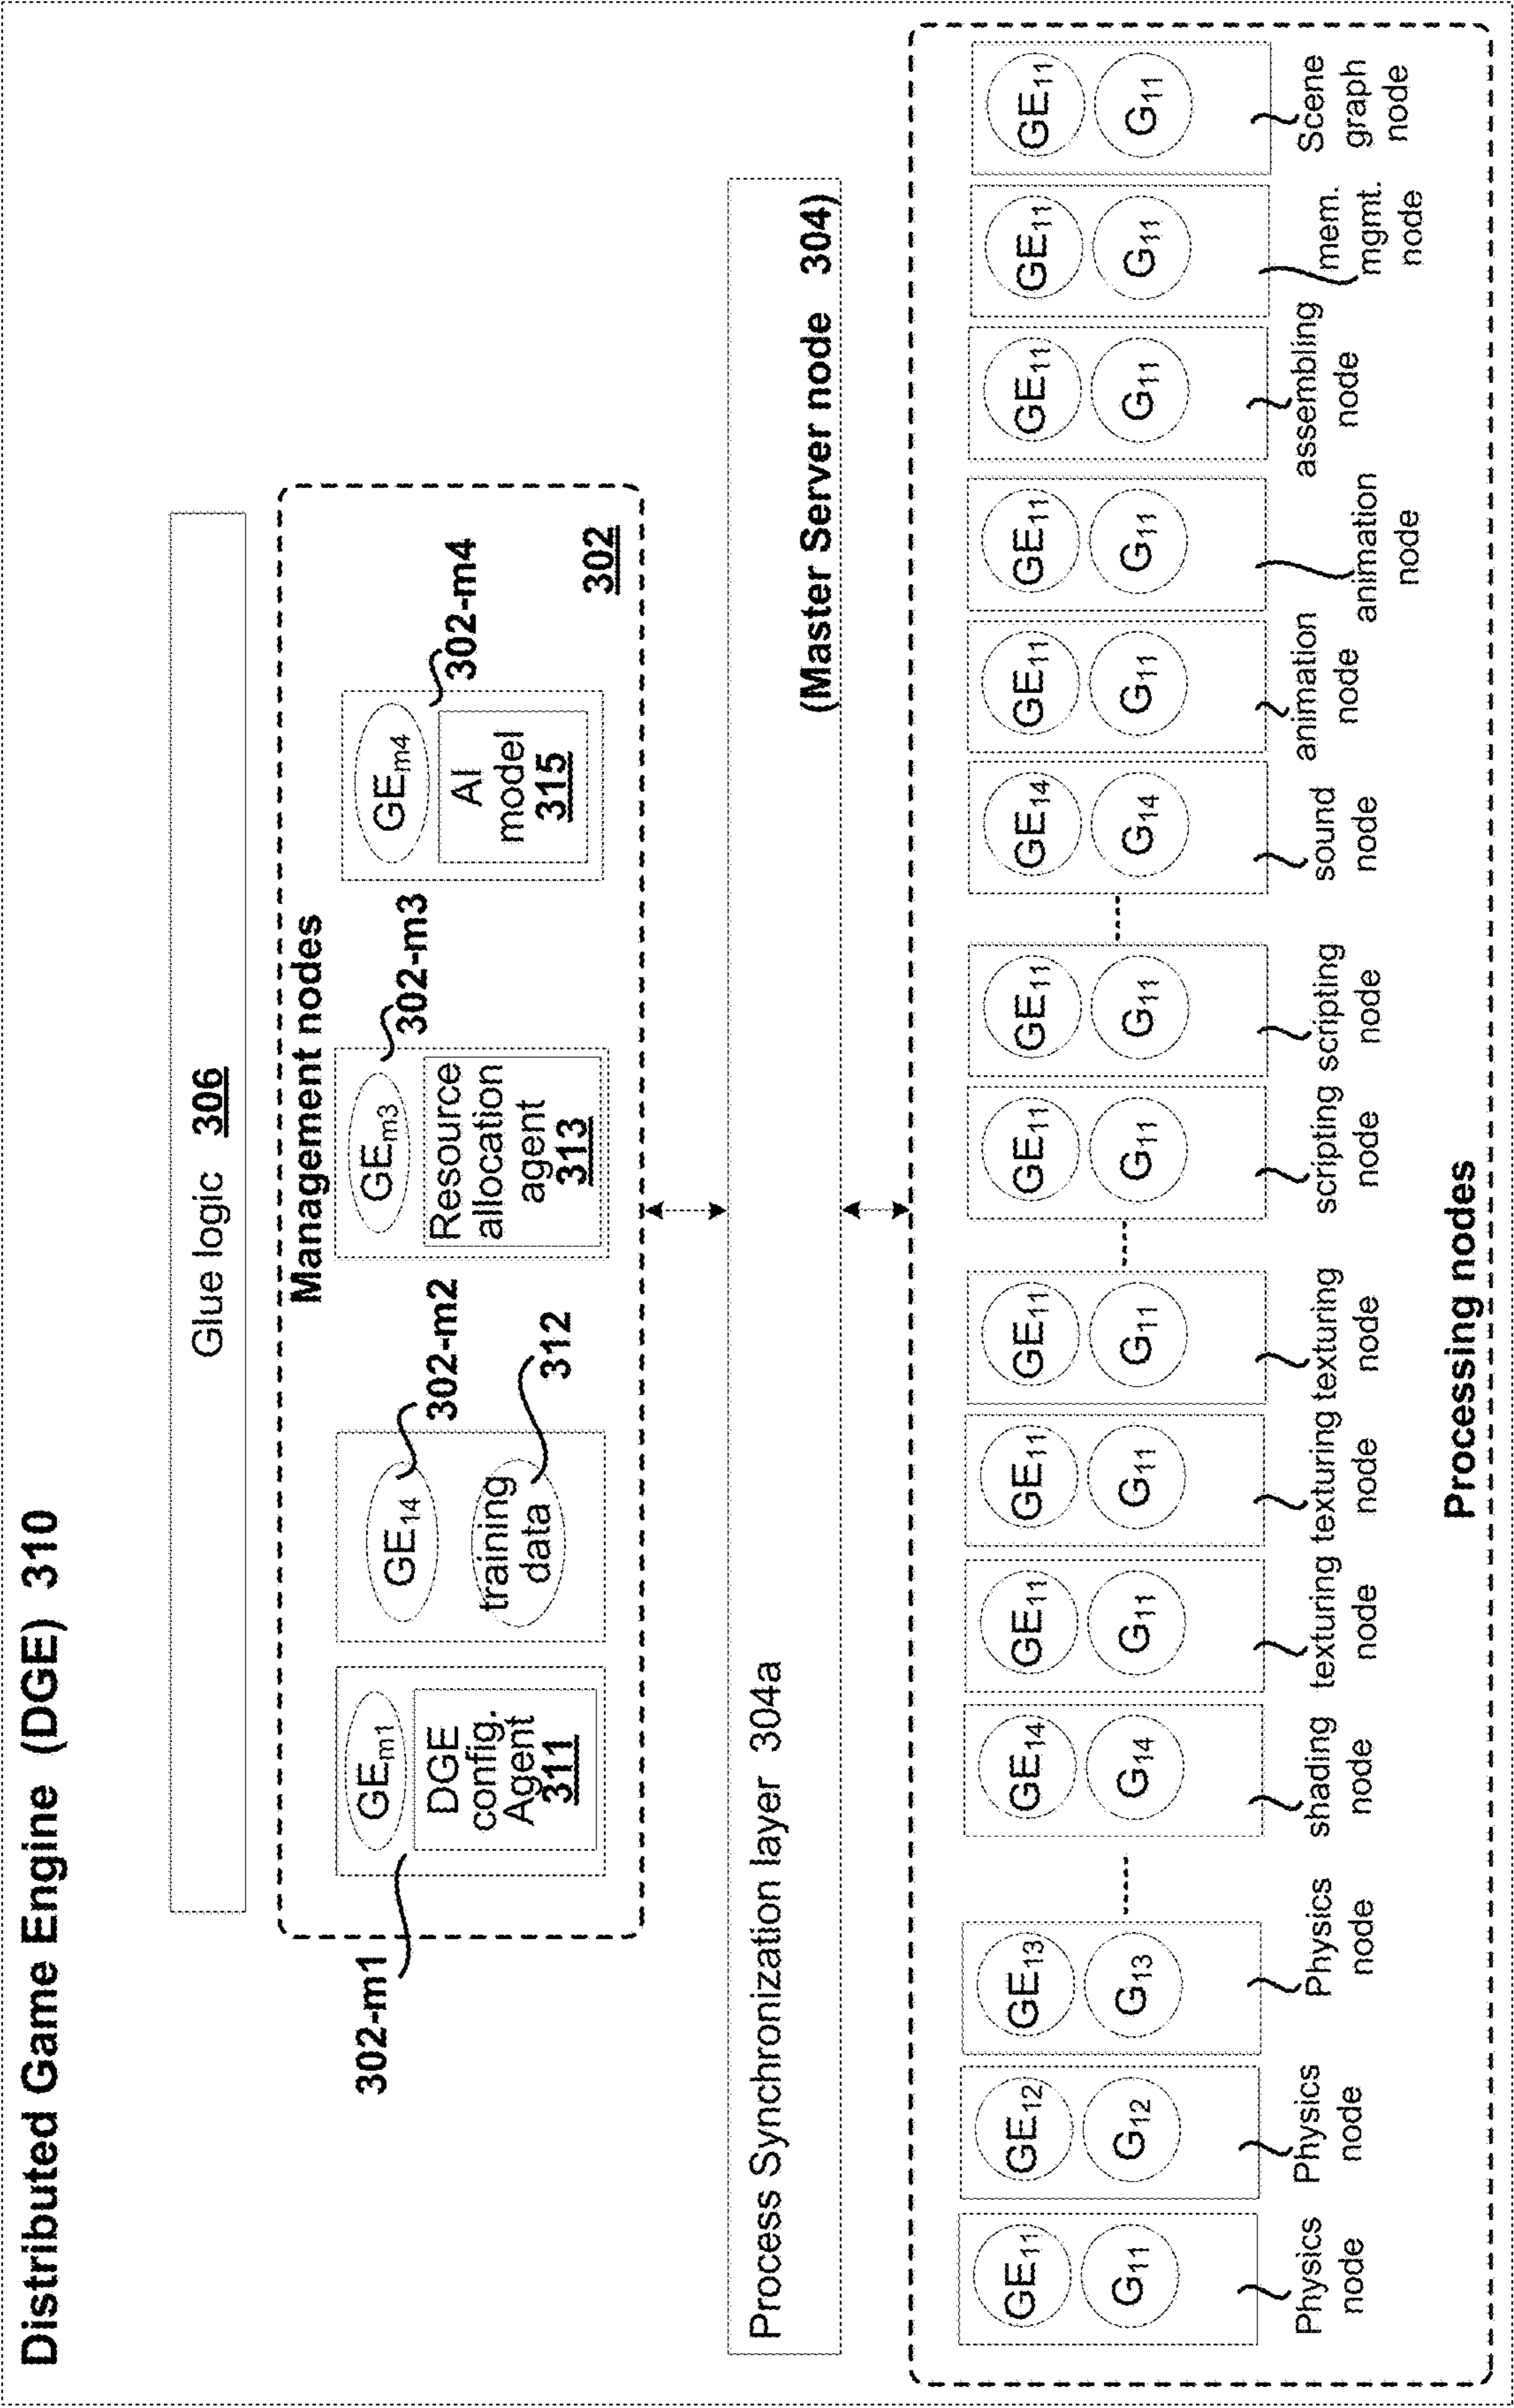 Distributed Game Engine (DGE) 310
Glue logic 306
Management nodes
302-m1
GEm1
DGE
config.
Agent
311
302-m2
GE14
training
data
312
302-m3
GEm3
Resource
allocation
agent
313
302-m4
GEm4
AI
model
315
302
Process Synchronization layer 304a
(Master Server node 304)
GE11
G11
Physics
node
GE12
G12
Physics
node
GE13
G13
Physics
node
GE14
G14
shading
node
GE11
G11
texturing
node
GE11
G11
texturing
node
GE11
G11
texturing
node
GE11
G11
scripting
node
GE11
G11
scripting
node
GE14
G14
sound
node
GE11
G11
animation
node
GE11
G11
animation
node
GE11
G11
assembling
node
GE11
G11
mem.
mgmt.
node
GE11
G11
Scene
graph
node
Processing nodes